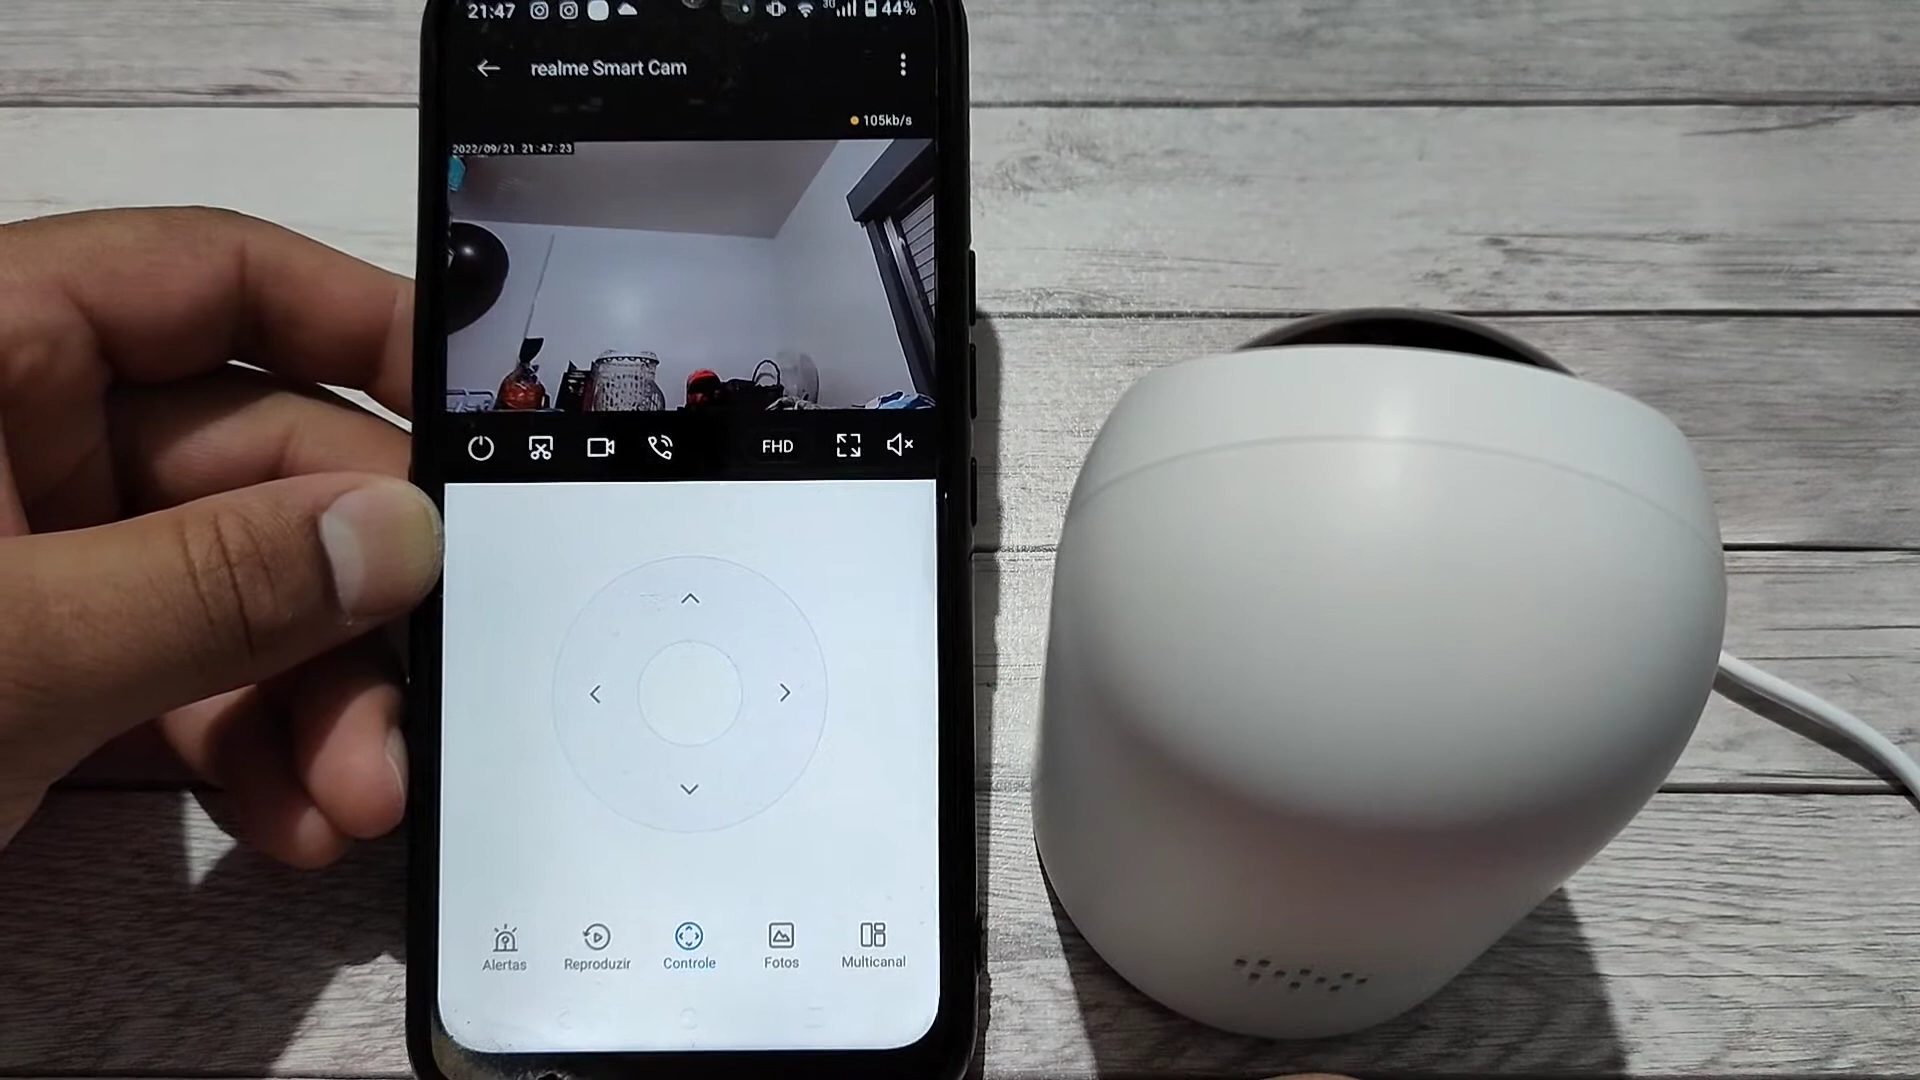 21:47 3G 44%
realme Smart Cam
105kb/s
2022/09/21 21:47:23
FHD
Alertas Reproduzir Controle Fotos Multicanal